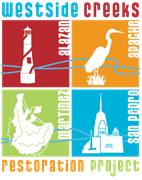 westside creeks
alazan
apache
martinez
san pedro
restoration project